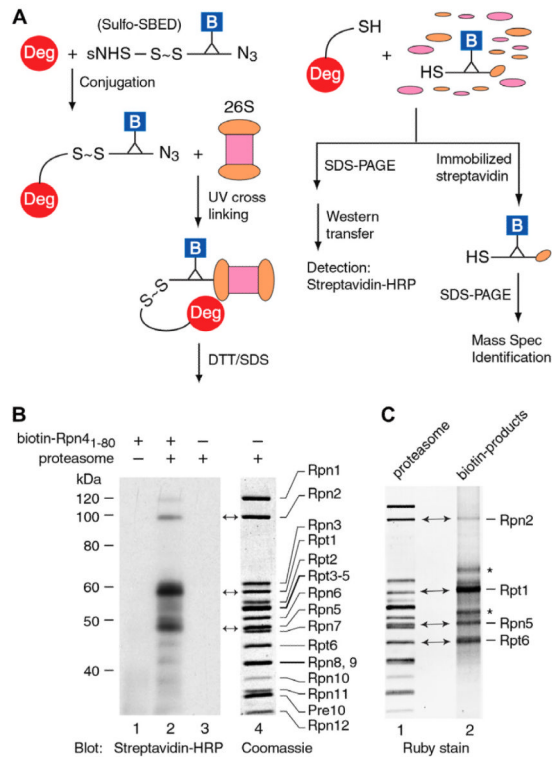 A
(Sulfo-SBED)
B
Deg + sNHS — S~S — N₃
Conjugation
B
S~S — N₃ +
26S
Deg
UV cross
linking
B
S~S
Deg
DTT/SDS
SH
Deg
+
B
HS
SDS-PAGE
Immobilized
streptavidin
Western
transfer
B
HS
Detection:
Streptavidin-HRP
SDS-PAGE
Mass Spec
Identification
B
biotin-Rpn4₁₋₈₀ + + – –
proteasome – + + +
kDa
120
100
80
60
50
40
Rpn1
Rpn2
Rpn3
Rpt1
Rpt2
Rpt3-5
Rpn6
Rpn5
Rpn7
Rpt6
Rpn8, 9
Rpn10
Rpn11
Pre10
Rpn12
1 2 3 4
Blot: Streptavidin-HRP Coomassie
C
proteasome
biotin-products
Rpn2
*
Rpt1
*
Rpn5
Rpt6
1 2
Ruby stain